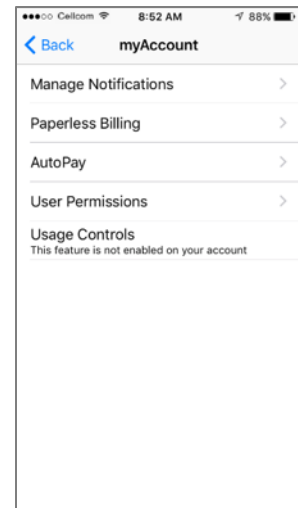 Cellcom 8:52 AM 88%
Back myAccount
Manage Notifications
Paperless Billing
AutoPay
User Permissions
Usage Controls
This feature is not enabled on your account